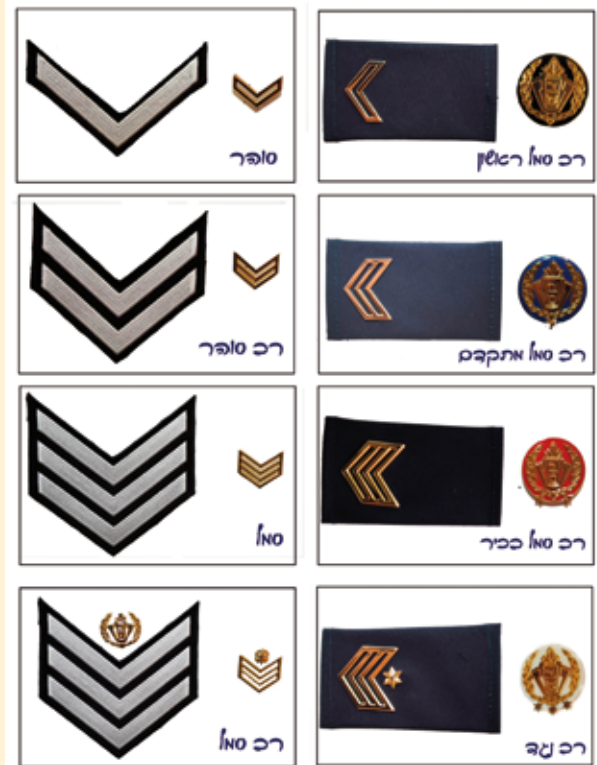 רב סמל ראשון
סוהר
רב סמל מתקדם
רב סוהר
רב סמל בכיר
סמל
רב נגד
רב סמל